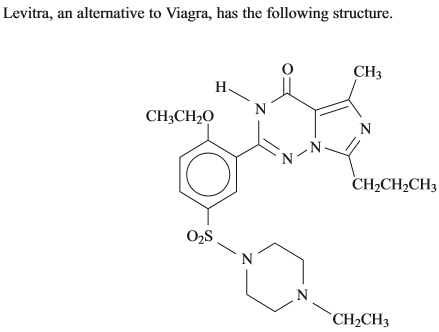 Levitra, an alternative to Viagra, has the following structure.
O
CH₃
H
N
CH₃CH₂O
N
N
N
CH₂CH₂CH₃
O₂S
N
N
CH₂CH₃